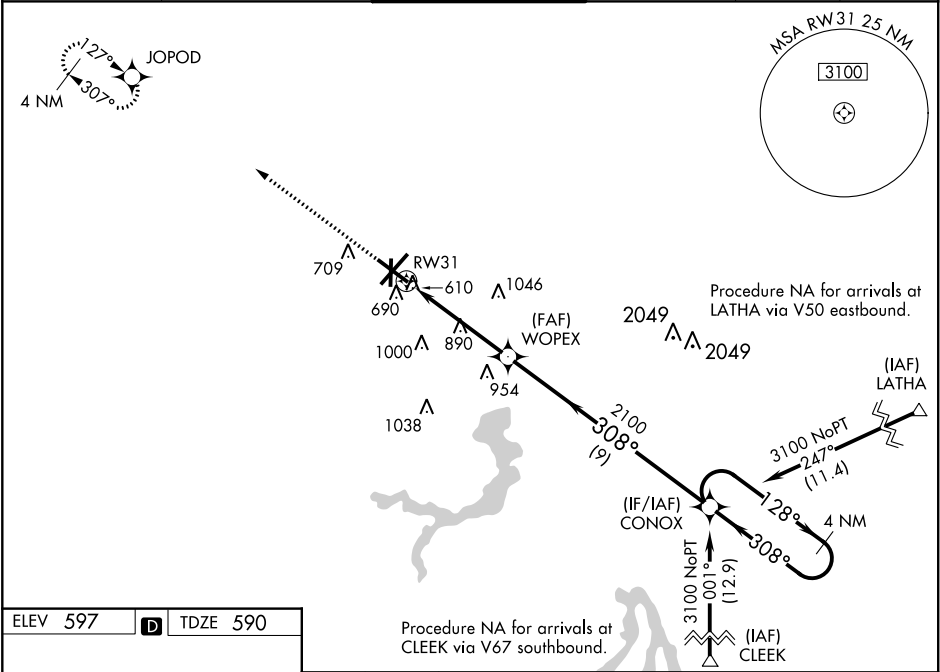 MSA RW31 25 NM
3100
JOPOD
127°
307°
4 NM
709
RW31
610
690
1046
(FAF)
WOPEX
890
1000
954
1038
2049
2049
Procedure NA for arrivals at
LATHA via V50 eastbound.
(IAF)
LATHA
3100 NoPT
247°
(11.4)
2100
308°
(9)
(IF/IAF)
CONOX
128°
308°
4 NM
3100 NoPT
001°
(12.9)
(IAF)
CLEEK
Procedure NA for arrivals at
CLEEK via V67 southbound.
ELEV 597 D TDZE 590